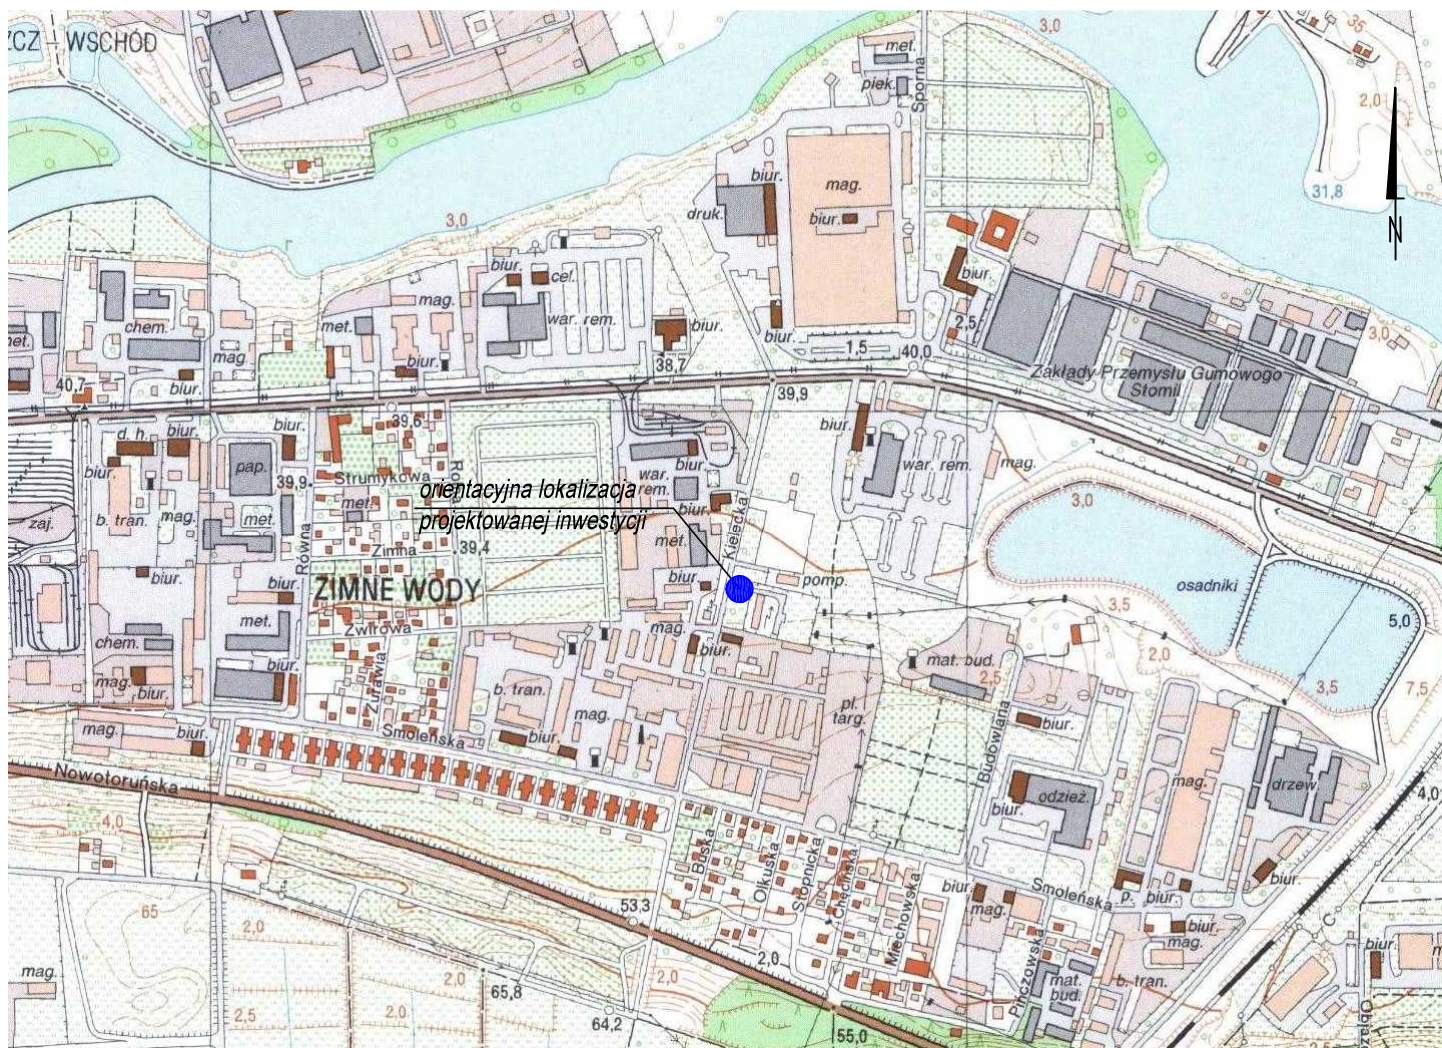 CZ - WSCHÓD
3,0
35
2,0
31,8
N
met.
piek.
Sporna
biur.
mag.
druk.
biur.
3,0
biur.
cel.
biur.
mag.
met.
war. rem.
biur.
biur.
2,5
chem.
met.
mag.
biur.
38,7
1,5
40,0
3,0
biur.
40,7
39,9
Zakłady Przemysłu Gumowego
Stomil
39,6
d. h.
biur.
biur.
biur.
pap.
biur.
war. rem.
mag.
biur.
war.
rem.
biur.
39,9
Strumykowa
orientacyjna lokalizacja
projektowanej inwestycji
3,0
b. tran.
mag.
met.
met.
zaj.
Równa
Zimna
39,4
met.
Kielecka
biur.
biur.
biur.
pomp.
osadniki
ZIMNE WODY
3,5
5,0
met.
Żwirowa
mag.
biur.
chem.
2,0
mat. bud.
2,5
3,5
7,5
mag.
biur.
biur.
Żurawia
b. tran.
mag.
pl.
targ.
Budowlana
biur.
mag.
biur.
Smoleńska
biur.
mag.
drzew.
Nowotoruńska
biur.
odzież.
4,0
4,0
Buska
Olkuska
Stopnicka
Chęcińska
Miechowska
biur.
mag.
Smoleńska
p.
biur.
biur.
biur.
mag.
65
2,0
53,3
biur.
mag.
2,0
65,8
2,0
2,0
Pińczowska
mat.
bud.
b. tran.
2,5
2,0
64,2
55,0
2,5